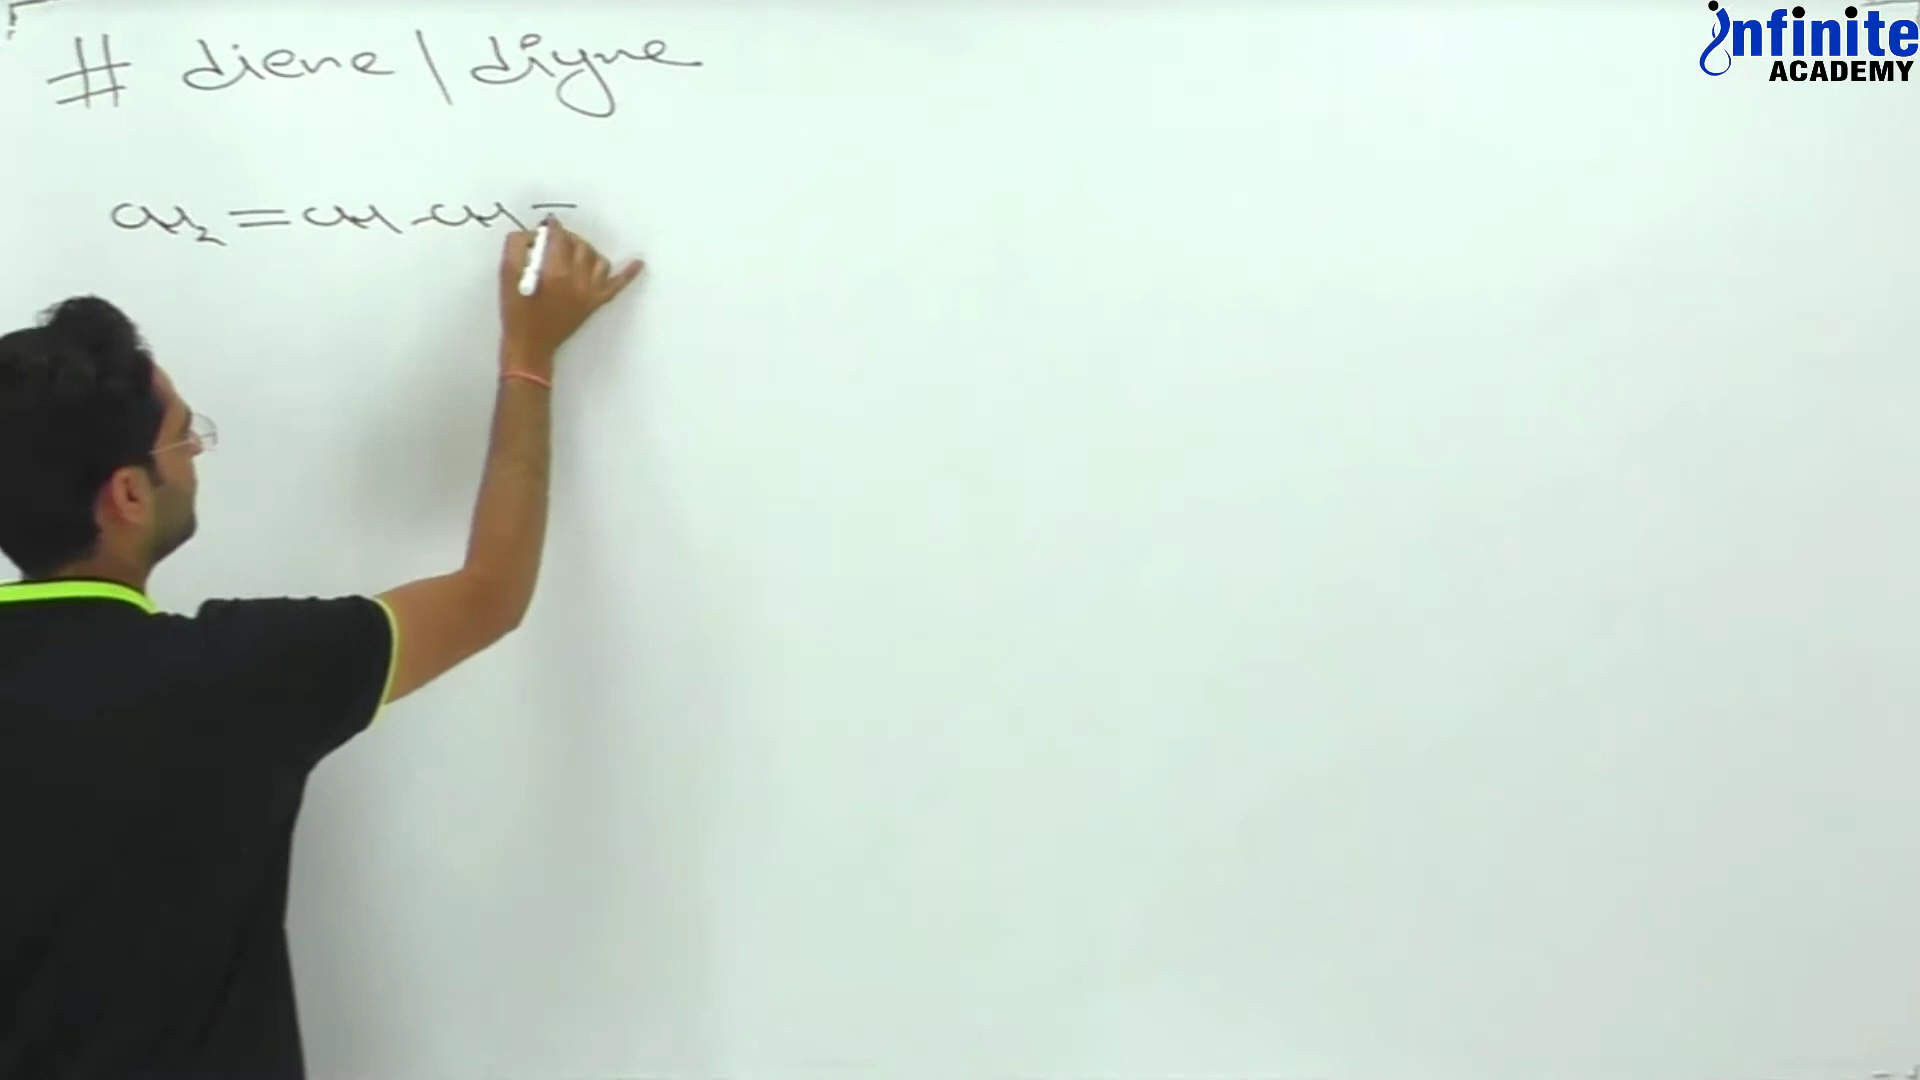 infinite
ACADEMY
# diene / diyne
CH₂=CH-CH=